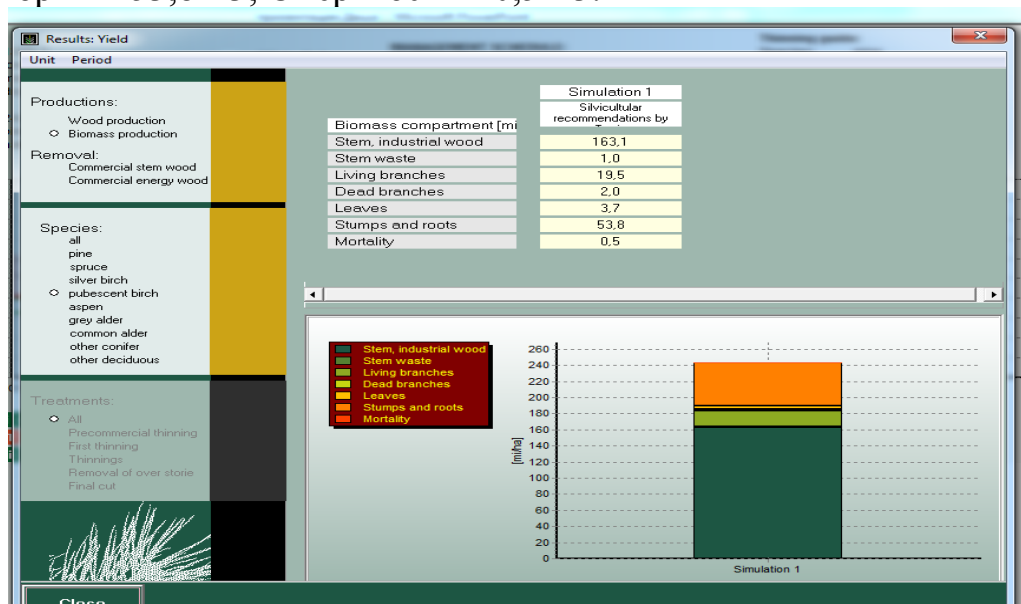 Results: Yield
Unit Period
Productions:
Wood production
Biomass production
Removal:
Commercial stem wood
Commercial energy wood
Species:
all
pine
spruce
silver birch
pubescent birch
aspen
grey alder
common alder
other conifer
other deciduous
Treatments:
All
Precommercial thinning
First thinning
Thinnings
Removal of over storie
Final cut
Close
Simulation 1
Silvicultular
recommendations by
Biomass compartment [mi
Stem, industrial wood 163,1
Stem waste 1,0
Living branches 19,5
Dead branches 2,0
Leaves 3,7
Stumps and roots 53,8
Mortality 0,5
Stem, industrial wood
Stem waste
Living branches
Dead branches
Leaves
Stumps and roots
Mortality
[mi/ha]
260
240
220
200
180
160
140
120
100
80
60
40
20
0
Simulation 1